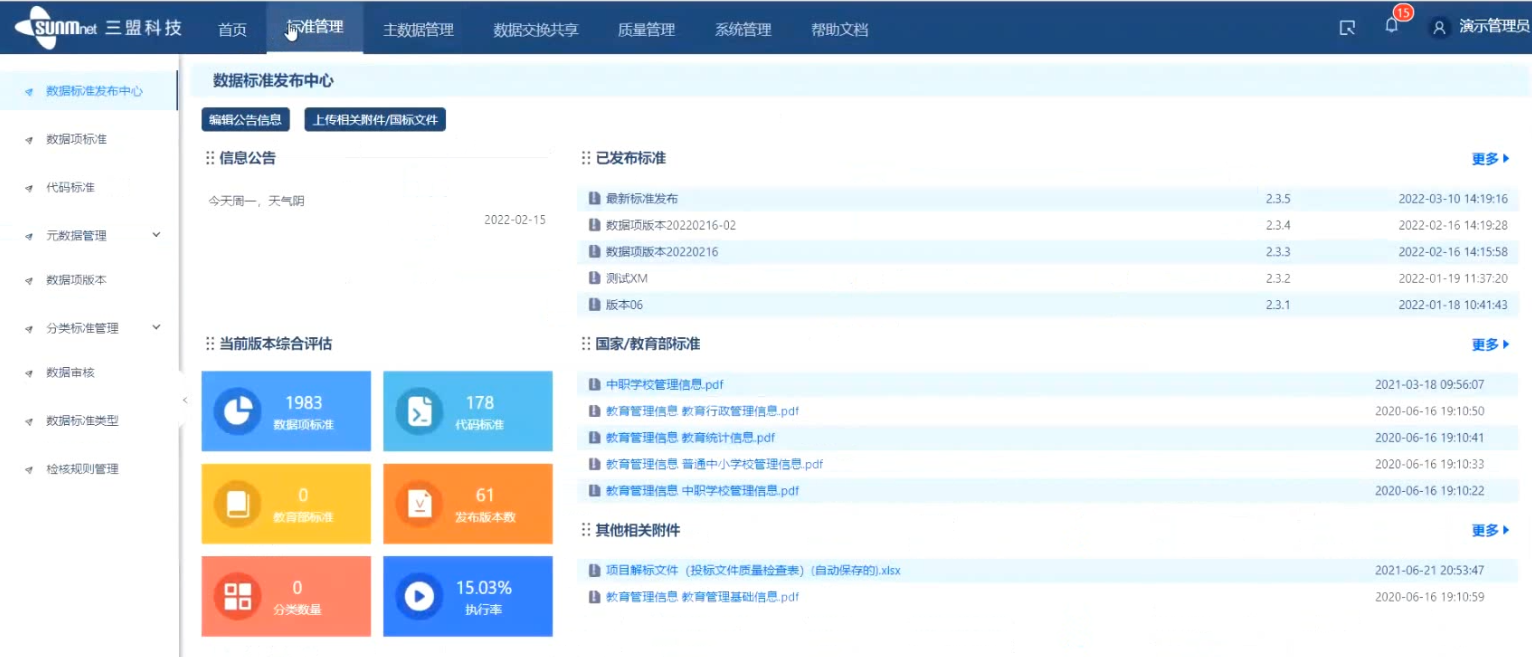 sunmnet 三盟科技 首页 标准管理 主数据管理 数据交换共享 质量管理 系统管理 帮助文档 15 演示管理员
数据标准发布中心
数据项标准
代码标准
元数据管理
数据项版本
分类标准管理
数据审核
数据标准类型
检核规则管理
数据标准发布中心
编辑公告信息 上传相关附件/国标文件
信息公告
今天周一，天气阴
2022-02-15
当前版本综合评估
1983
数据项标准
178
代码标准
0
教育部标准
61
发布版本数
0
分类数量
15.03%
执行率
已发布标准 更多
最新标准发布 2.3.5 2022-03-10 14:19:16
数据项版本20220216-02 2.3.4 2022-02-16 14:19:28
数据项版本20220216 2.3.3 2022-02-16 14:15:58
测试XM 2.3.2 2022-01-19 11:37:20
版本06 2.3.1 2022-01-18 10:41:43
国家/教育部标准 更多
中职学校管理信息.pdf 2021-03-18 09:56:07
教育管理信息 教育行政管理信息.pdf 2020-06-16 19:10:50
教育管理信息 教育统计信息.pdf 2020-06-16 19:10:41
教育管理信息 普通中小学校管理信息.pdf 2020-06-16 19:10:33
教育管理信息 中职学校管理信息.pdf 2020-06-16 19:10:22
其他相关附件 更多
项目解标文件（投标文件质量检查表）(自动保存的).xlsx 2021-06-21 20:53:47
教育管理信息 教育管理基础信息.pdf 2020-06-16 19:10:59